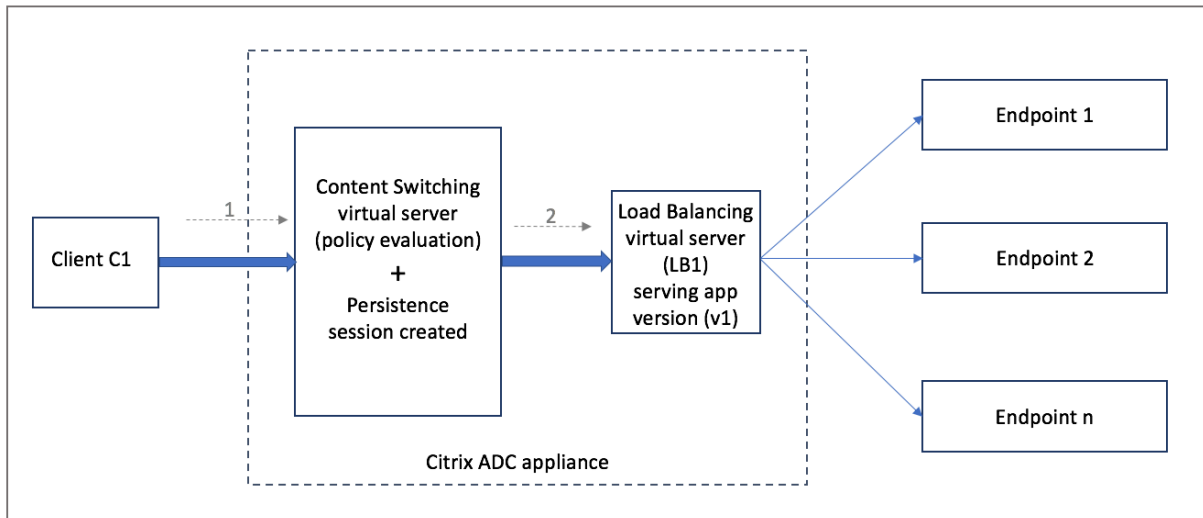 Client C1
1
Content Switching
virtual server
(policy evaluation)
+
Persistence
session created
2
Load Balancing
virtual server
(LB1)
serving app
version (v1)
Citrix ADC appliance
Endpoint 1
Endpoint 2
Endpoint n